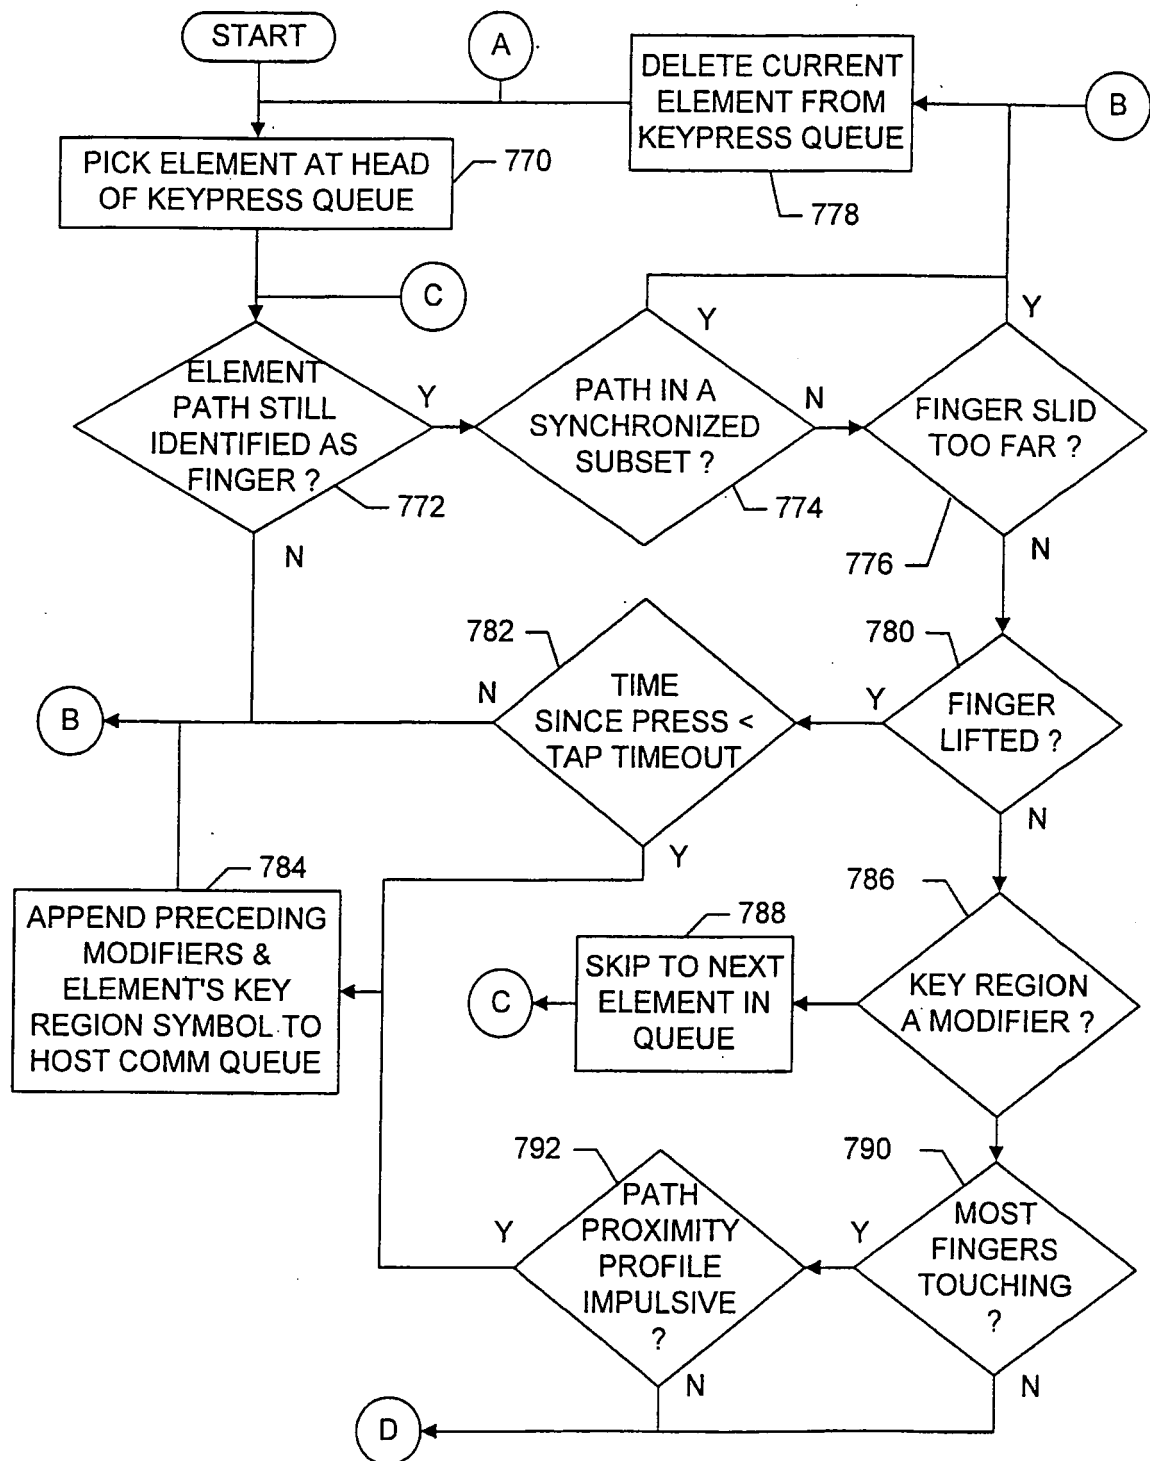 START
A
DELETE CURRENT
ELEMENT FROM
KEYPRESS QUEUE
B
PICK ELEMENT AT HEAD
OF KEYPRESS QUEUE
770
778
C
ELEMENT
PATH STILL
IDENTIFIED AS
FINGER ?
Y
772
N
PATH IN A
SYNCHRONIZED
SUBSET ?
Y
N
774
FINGER SLID
TOO FAR ?
Y
776
N
782
TIME
SINCE PRESS <
TAP TIMEOUT
N
Y
780
FINGER
LIFTED ?
Y
N
B
784
APPEND PRECEDING
MODIFIERS &
ELEMENT'S KEY
REGION SYMBOL TO
HOST COMM QUEUE
788
SKIP TO NEXT
ELEMENT IN
QUEUE
C
786
KEY REGION
A MODIFIER ?
792
PATH
PROXIMITY
PROFILE
IMPULSIVE
?
Y
N
790
MOST
FINGERS
TOUCHING
?
Y
N
D